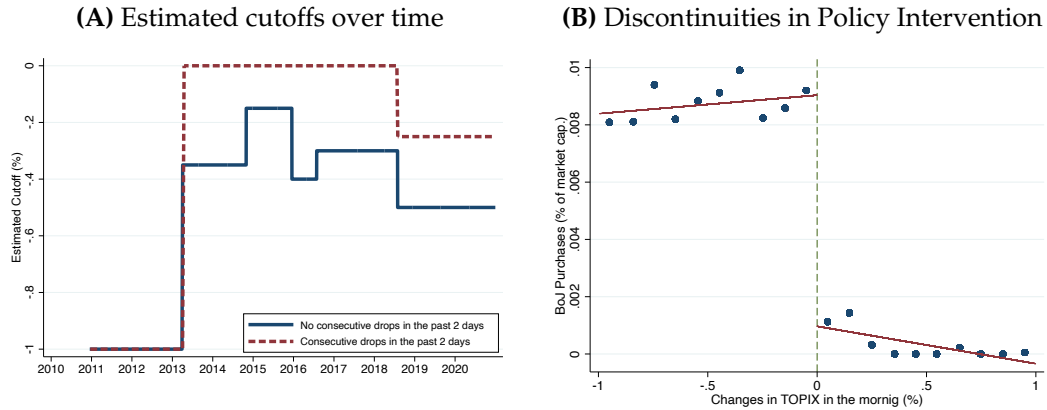 (A) Estimated cutoffs over time
Estimated Cutoff (%)
0
-.2
-.4
-.6
-.8
-1
2010 2011 2012 2013 2014 2015 2016 2017 2018 2019 2020
No consecutive drops in the past 2 days
Consecutive drops in the past 2 days
(B) Discontinuities in Policy Intervention
BoJ Purchases (% of market cap.)
.01
.008
.006
.004
.002
0
-1 -.5 0 .5 1
Changes in TOPIX in the mornig (%)